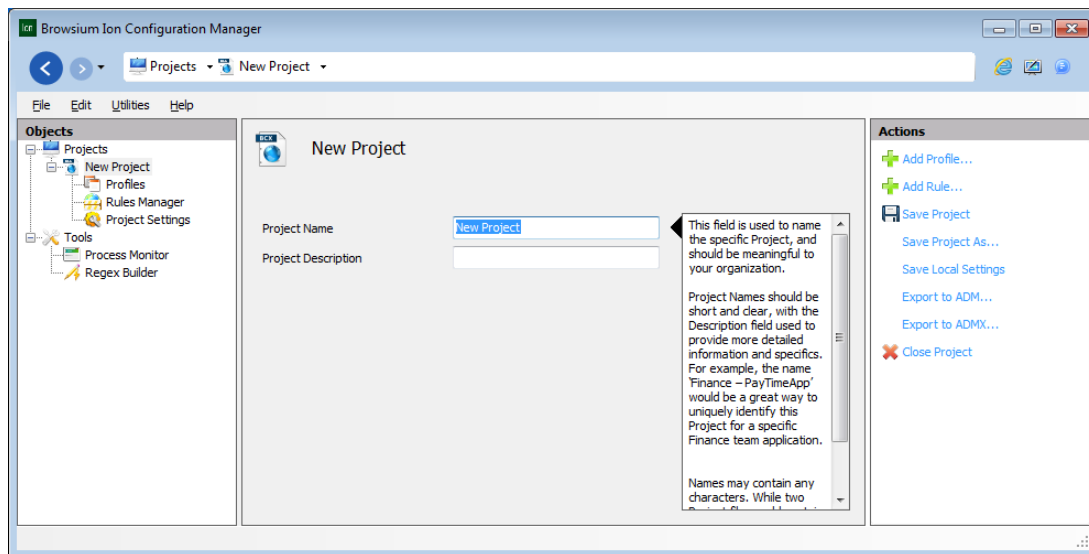 Ion Browsium Ion Configuration Manager
Projects New Project
File Edit Utilities Help
Objects
Projects
New Project
Profiles
Rules Manager
Project Settings
Tools
Process Monitor
Regex Builder
BCX
New Project
Project Name
New Project
Project Description
This field is used to name
the specific Project, and
should be meaningful to
your organization.
Project Names should be
short and clear, with the
Description field used to
provide more detailed
information and specifics.
For example, the name
'Finance – PayTimeApp'
would be a great way to
uniquely identify this
Project for a specific
Finance team application.
Names may contain any
characters. While two
Actions
Add Profile...
Add Rule...
Save Project
Save Project As...
Save Local Settings
Export to ADM...
Export to ADMX...
Close Project